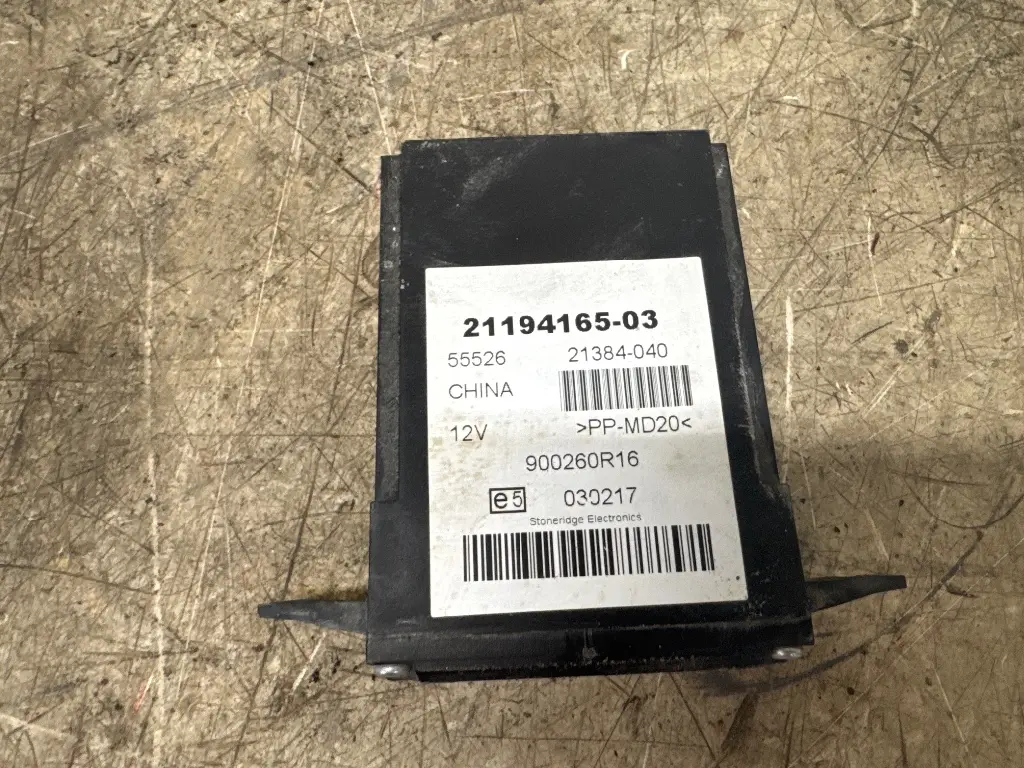 21194165-03
55526 21384-040
CHINA
12V >PP-MD20<
900260R16
e5 030217
Stoneridge Electronics